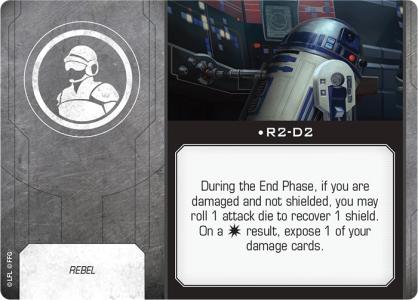 • R2-D2
During the End Phase, if you are
damaged and not shielded, you may
roll 1 attack die to recover 1 shield.
On a result, expose 1 of your
damage cards.
REBEL
© LFL © FFG